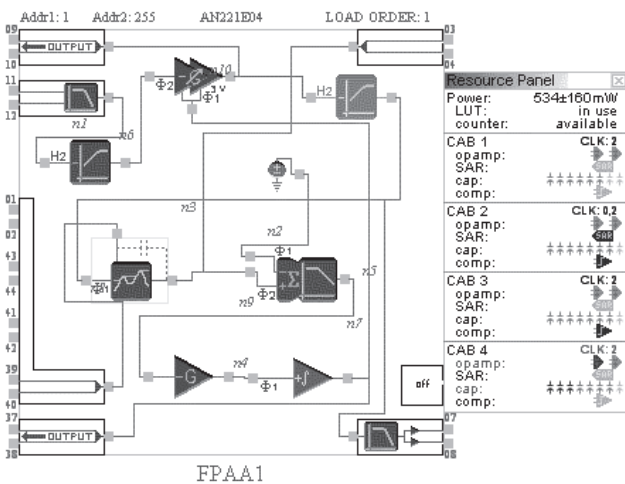 Addr1: 1 Addr2: 255 AN221E04 LOAD ORDER: 1
09
OUTPUT
10
11
12
n1
n6
H2
Φ2
n10
Φ1
H2
03
04
01
02
43
44
41
42
39
40
37
OUTPUT
38
n3
n2
Φ1
n9
Φ2
+Σ
n5
n7
G
n4
Φ1
+∫
off
07
08
FPAA1
Resource Panel
Power: 534±160mW
LUT: in use
counter: available
CAB 1 CLK: 2
opamp:
SAR: SAR
cap:
comp:
CAB 2 CLK: 0,2
opamp:
SAR: SAR
cap:
comp:
CAB 3 CLK: 2
opamp:
SAR: SAR
cap:
comp:
CAB 4 CLK: 2
opamp:
SAR: SAR
cap:
comp: